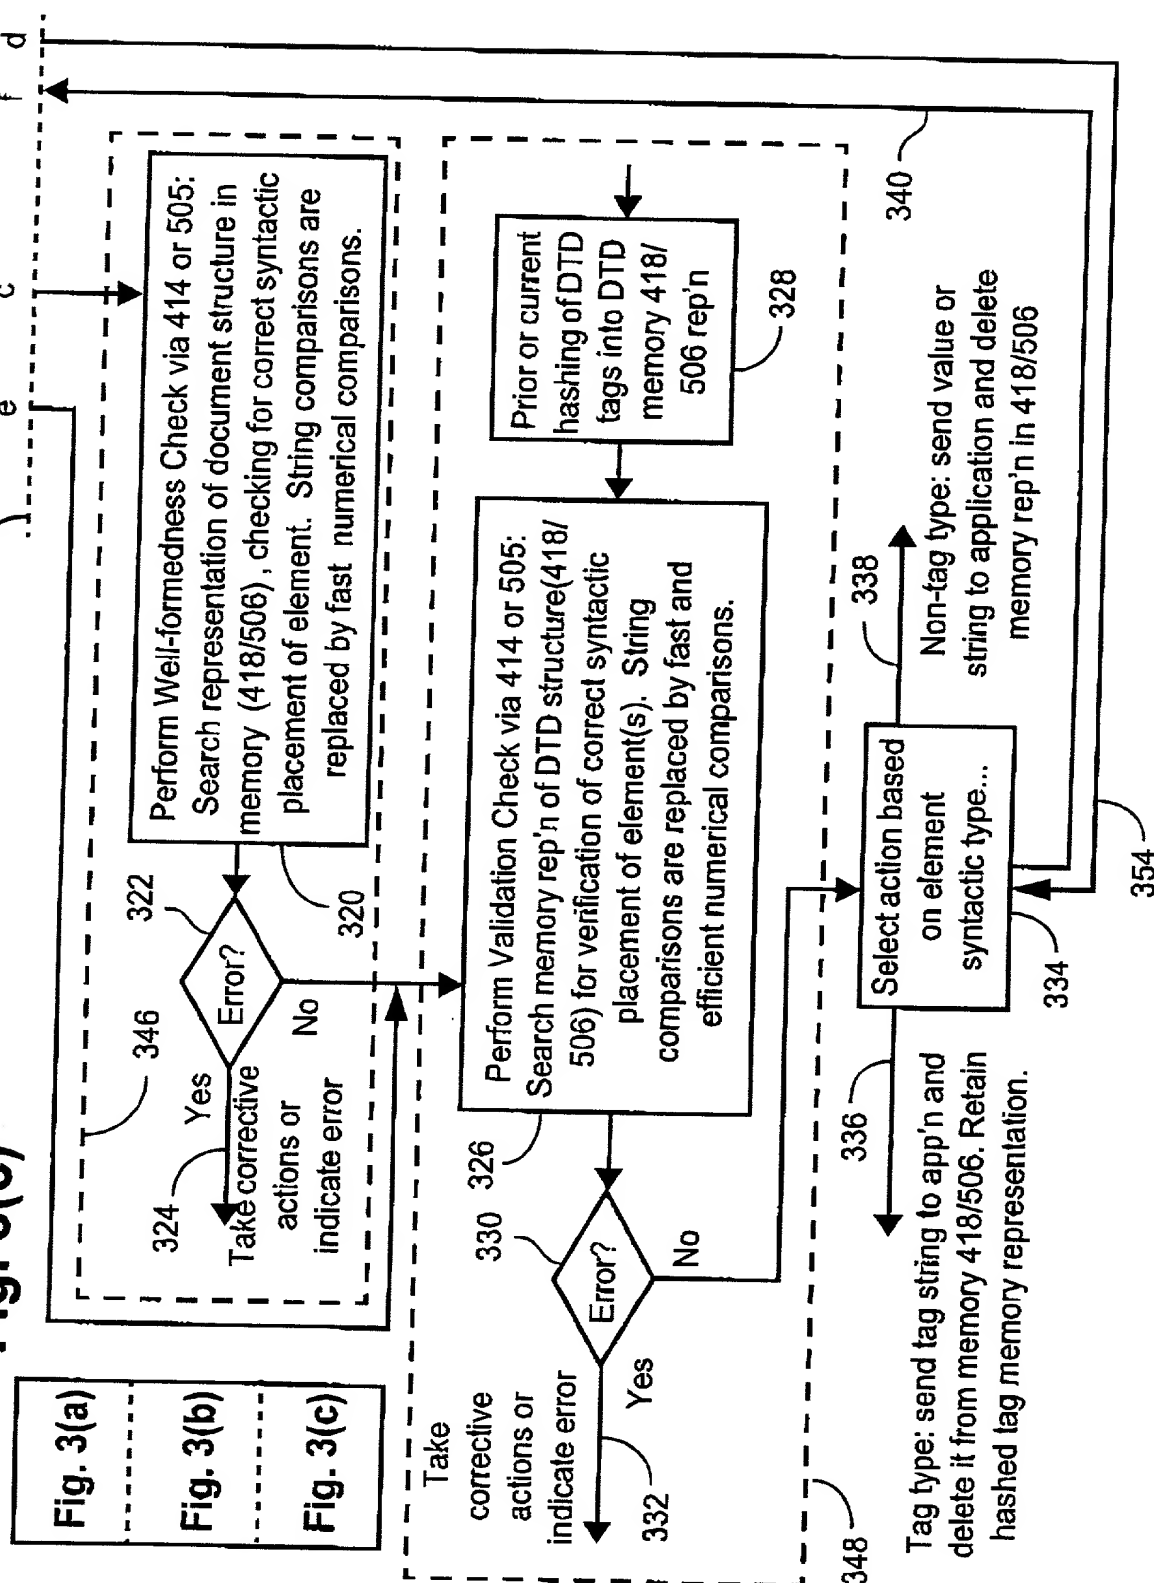 Fig. 3(c)
e
c
f
d
Fig. 3(a)
Fig. 3(b)
Fig. 3(c)
346
Perform Well-formedness Check via 414 or 505:
Search representation of document structure in
memory (418/506), checking for correct syntactic
placement of element. String comparisons are
replaced by fast numerical comparisons.
320
322
Error?
Yes
No
324
Take corrective
actions or
indicate error
Prior or current
hashing of DTD
tags into DTD
memory 418/
506 rep'n
328
Perform Validation Check via 414 or 505:
Search memory rep'n of DTD structure(418/
506) for verification of correct syntactic
placement of element(s). String
comparisons are replaced by fast and
efficient numerical comparisons.
326
330
Error?
Yes
No
Take
corrective
actions or
indicate error
332
348
Select action based
on element
syntactic type...
334
336
Tag type: send tag string to app'n and
delete it from memory 418/506. Retain
hashed tag memory representation.
338
Non-tag type: send value or
string to application and delete
memory rep'n in 418/506
340
354